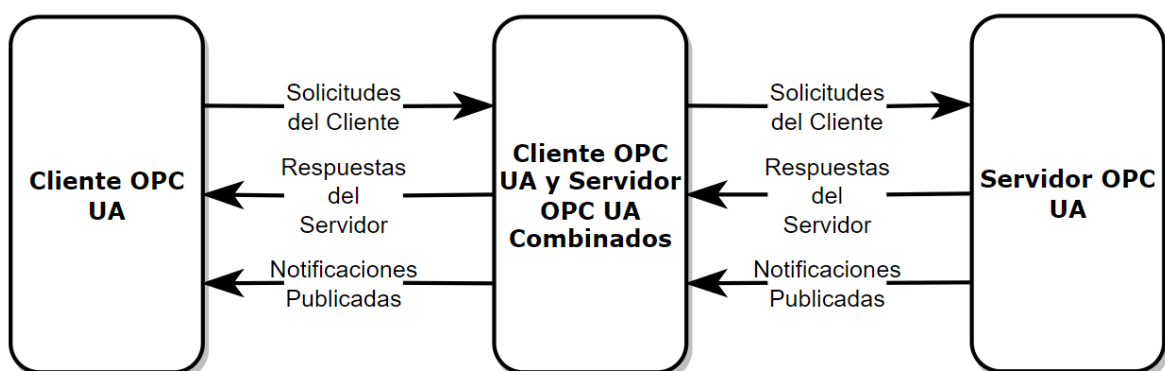 Cliente OPC
UA
Solicitudes
del Cliente
Respuestas
del
Servidor
Notificaciones
Publicadas
Cliente OPC
UA y Servidor
OPC UA
Combinados
Solicitudes
del Cliente
Respuestas
del
Servidor
Notificaciones
Publicadas
Servidor OPC
UA